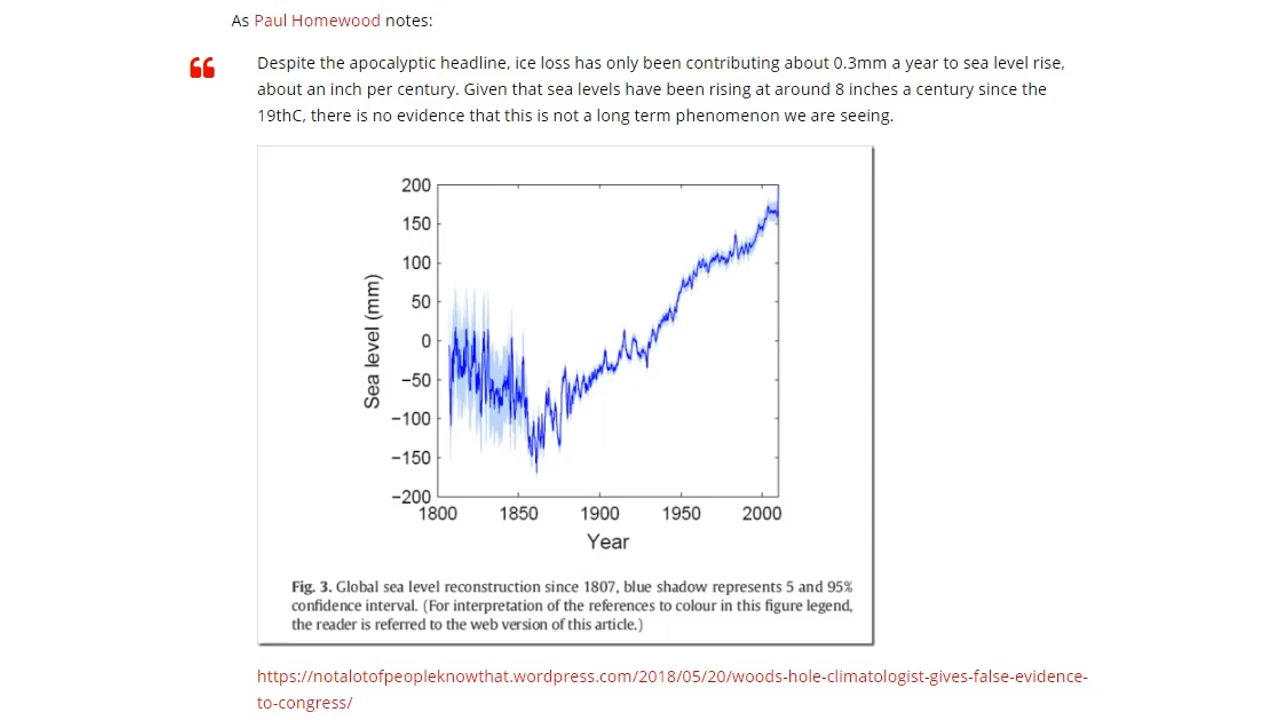 As Paul Homewood notes:
Despite the apocalyptic headline, ice loss has only been contributing about 0.3mm a year to sea level rise,
about an inch per century. Given that sea levels have been rising at around 8 inches a century since the
19thC, there is no evidence that this is not a long term phenomenon we are seeing.
200
150
100
50
0
−50
−100
−150
−200
Sea level (mm)
1800 1850 1900 1950 2000
Year
Fig. 3. Global sea level reconstruction since 1807, blue shadow represents 5 and 95%
confidence interval. (For interpretation of the references to colour in this figure legend,
the reader is referred to the web version of this article.)
https://notalotofpeopleknowthat.wordpress.com/2018/05/20/woods-hole-climatologist-gives-false-evidence-
to-congress/